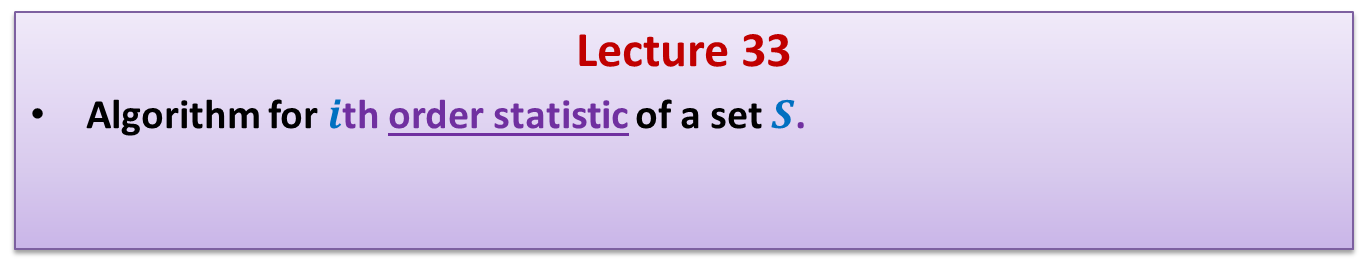 Lecture 33
• Algorithm for ith order statistic of a set S.